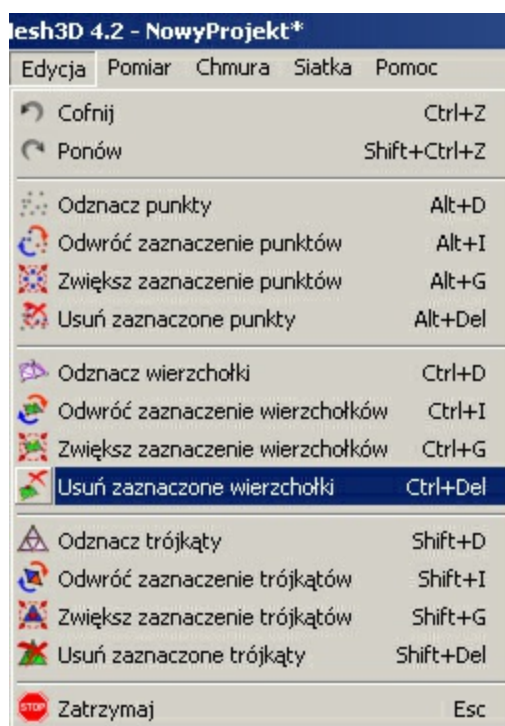 lesh3D 4.2 - NowyProjekt*
Edycja Pomiar Chmura Siatka Pomoc
Cofnij Ctrl+Z
Ponów Shift+Ctrl+Z
Odznacz punkty Alt+D
Odwróć zaznaczenie punktów Alt+I
Zwiększ zaznaczenie punktów Alt+G
Usuń zaznaczone punkty Alt+Del
Odznacz wierzchołki Ctrl+D
Odwróć zaznaczenie wierzchołków Ctrl+I
Zwiększ zaznaczenie wierzchołków Ctrl+G
Usuń zaznaczone wierzchołki Ctrl+Del
Odznacz trójkąty Shift+D
Odwróć zaznaczenie trójkątów Shift+I
Zwiększ zaznaczenie trójkątów Shift+G
Usuń zaznaczone trójkąty Shift+Del
STOP Zatrzymaj Esc